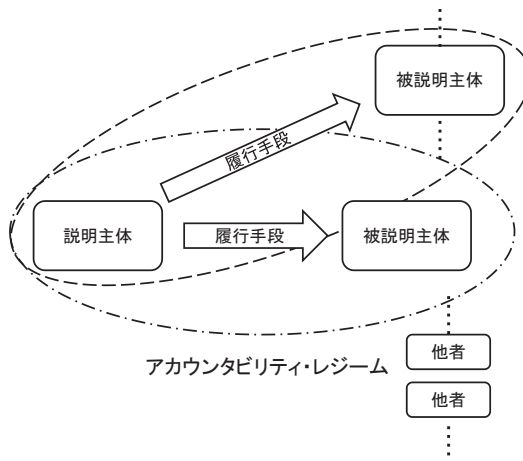 被説明主体
履行手段
説明主体
履行手段
被説明主体
アカウンタビリティ・レジーム
他者
他者